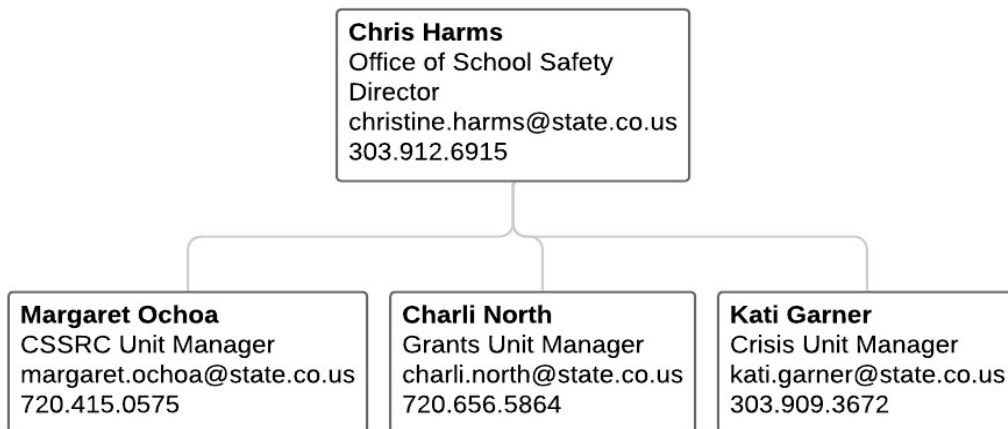 Chris Harms
Office of School Safety
Director
christine.harms@state.co.us
303.912.6915
Margaret Ochoa
CSSRC Unit Manager
margaret.ochoa@state.co.us
720.415.0575
Charli North
Grants Unit Manager
charli.north@state.co.us
720.656.5864
Kati Garner
Crisis Unit Manager
kati.garner@state.co.us
303.909.3672